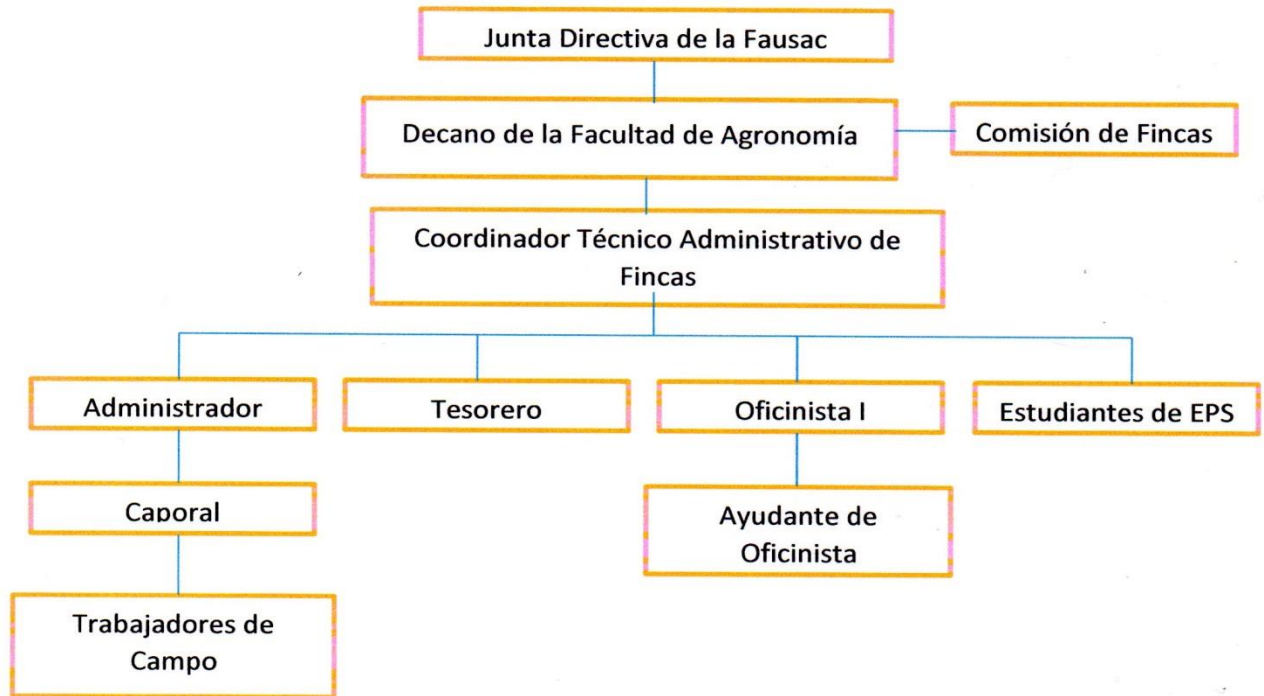 Junta Directiva de la Fausac
Decano de la Facultad de Agronomía
Comisión de Fincas
Coordinador Técnico Administrativo de
Fincas
Administrador
Tesorero
Oficinista I
Estudiantes de EPS
Caporal
Ayudante de
Oficinista
Trabajadores de
Campo